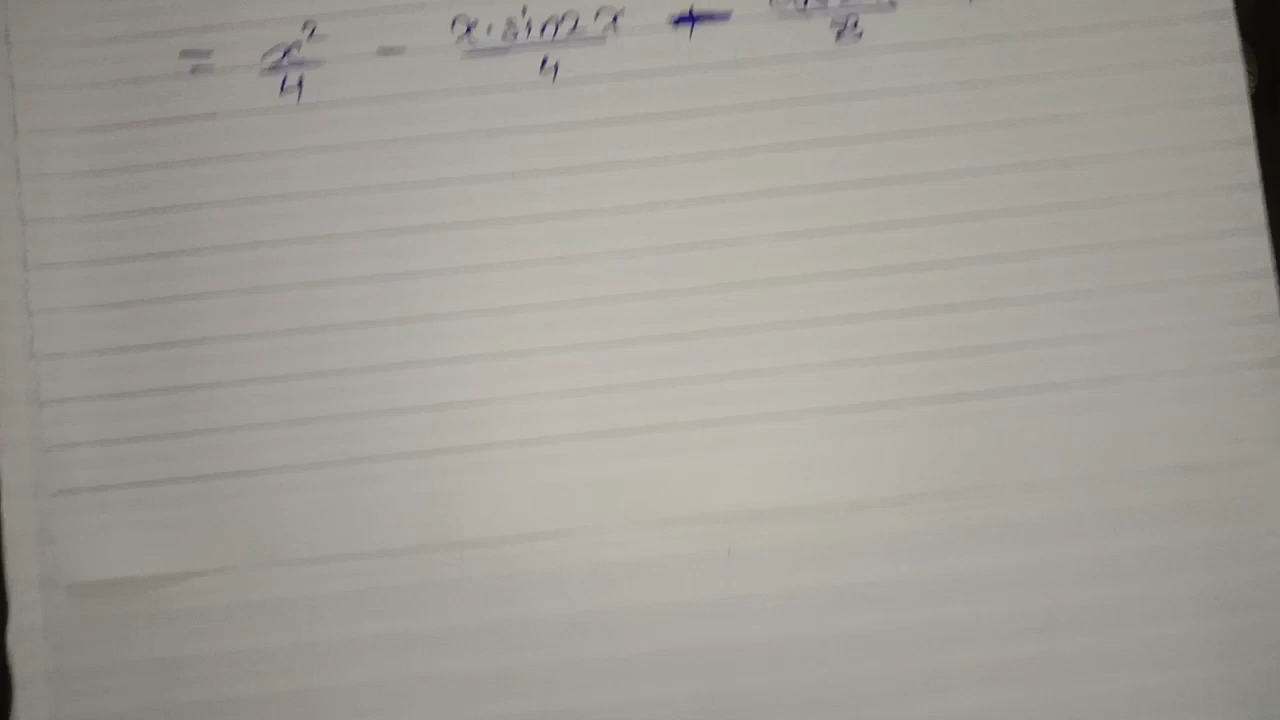 = x²/4 - x.sin2x/4 +